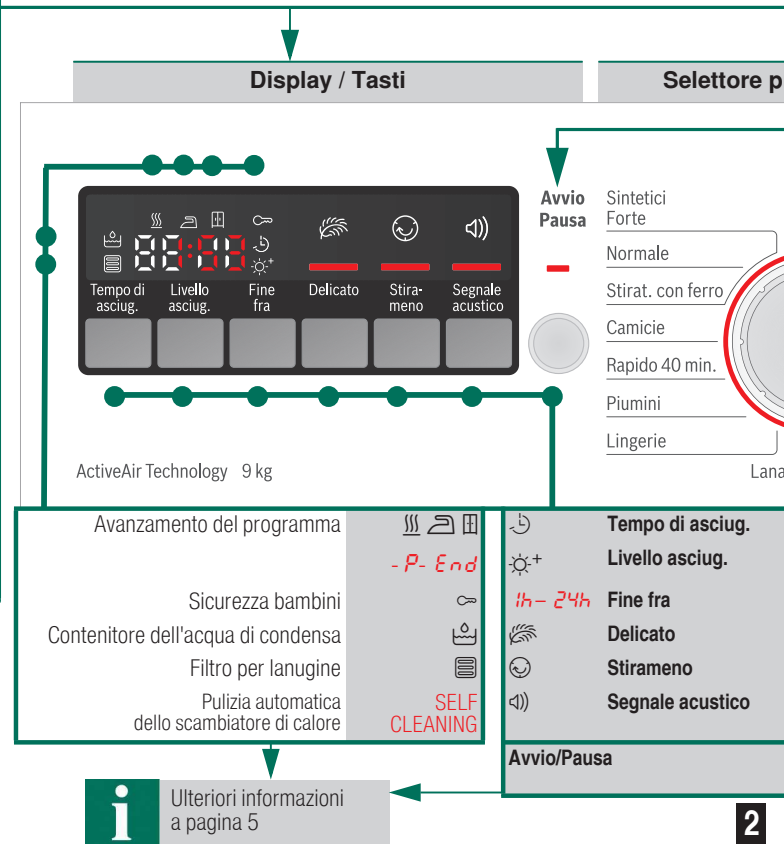 Display / Tasti
Selettore p
Avvio
Pausa
Sintetici
Forte
Normale
Stirat. con ferro
Camicie
Rapido 40 min.
Piumini
Lingerie
Lana
88:88
Tempo di
asciug.
Livello
asciug.
Fine
fra
Delicato
Stira-
meno
Segnale
acustico
ActiveAir Technology 9 kg
Avanzamento del programma
-P- End
Sicurezza bambini
Contenitore dell'acqua di condensa
Filtro per lanugine
Pulizia automatica
dello scambiatore di calore
SELF
CLEANING
Tempo di asciug.
+ Livello asciug.
1h– 24h Fine fra
Delicato
Stirameno
Segnale acustico
Avvio/Pausa
i
Ulteriori informazioni
a pagina 5
2